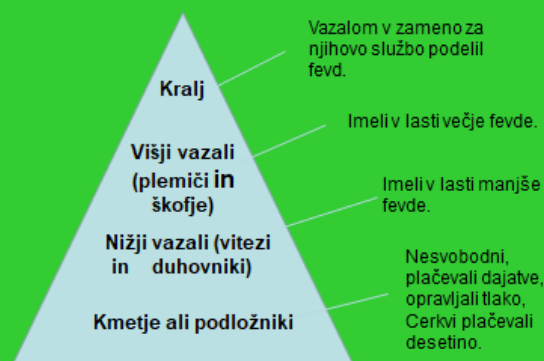 Vazalom v zameno za
njihovo službo podelil
fevd.
Kralj
Imeli v lasti večje fevde.
Višji vazali
(plemiči in
škofje)
Imeli v lasti manjše
fevde.
Nižji vazali (vitezi
in duhovniki)
Nesvobodni,
plačevali dajatve,
opravljali tlako,
Cerkvi plačevali
desetino.
Kmetje ali podložniki